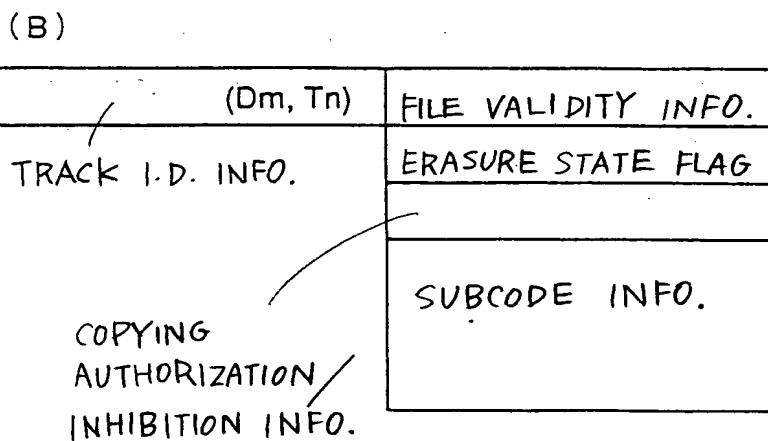 (B)
(Dm, Tn)
FILE VALIDITY INFO.
TRACK I.D. INFO.
ERASURE STATE FLAG
SUBCODE INFO.
COPYING
AUTHORIZATION /
INHIBITION INFO.